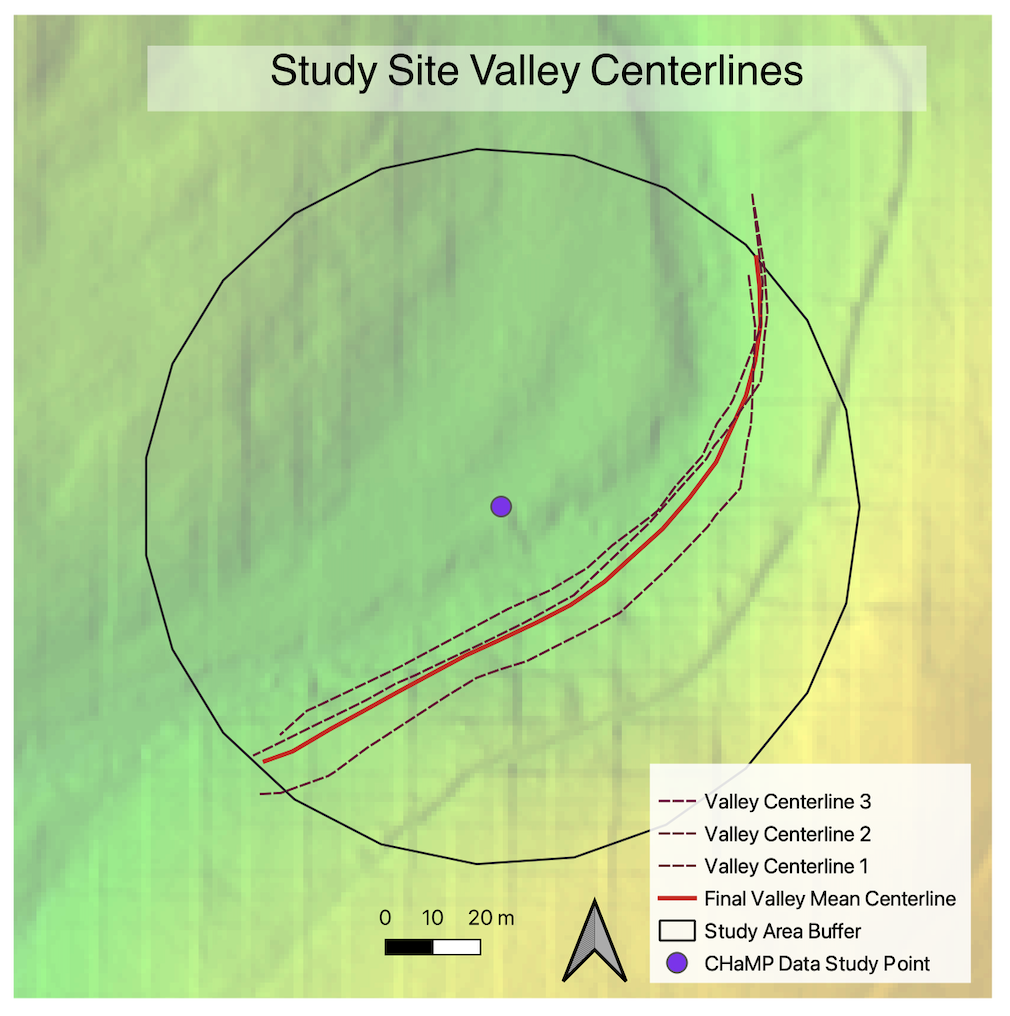 Study Site Valley Centerlines
Valley Centerline 3
Valley Centerline 2
Valley Centerline 1
Final Valley Mean Centerline
Study Area Buffer
CHaMP Data Study Point
0 10 20 m